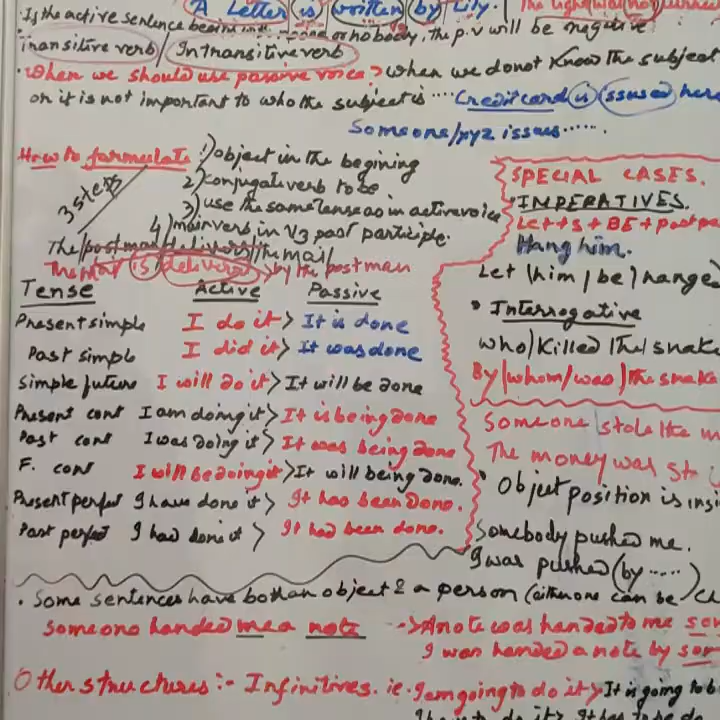 A Letter is written by Lily. The light was not turned
. Is the active sentence or nobody, the p.v will be negative
Transitive verb / Intransitive verb
. When we should use passive voice > when we donot know the subject
or it is not important to who the subject is .... Credit card is issused here
Someone/xyz issues ......
How to formulate : 1) object in the begining
3 steps
2) conjugate verb to be
3) use the same tense as in active voice
4) main verb in V3 past participle.
The/postman/delivers/the mail
The mail is delivered by the postman
Tense Active Passive
Present simple I do it > It is done
Past simple I did it > It was done
Simple future I will do it > It will be done
Present cont I am doing it > It is being done
Past cont I was doing it > It was being done
F. cont I will be doing it > It will being done.
Present perfect I have done it > It has been done.
Past perfect I had done it > It had been done.
SPECIAL CASES.
. IMPERATIVES.
Let + S + BE + past pa
Hang him.
Let |him / be| hanged
• Interrogative
Who/Killed/the/snake
By/whom/was/the snake
Someone/stole the m
The money was st
• Object position is insi
Somebody pushed me.
I was pushed (by .....)
. Some sentences have both an object & a person (either one can be
Someone handed me a note -> A note was handed to me
I was handed a note by
Other structures :- Infinitives. ie. I am going to do it > It is going to b
to do it >